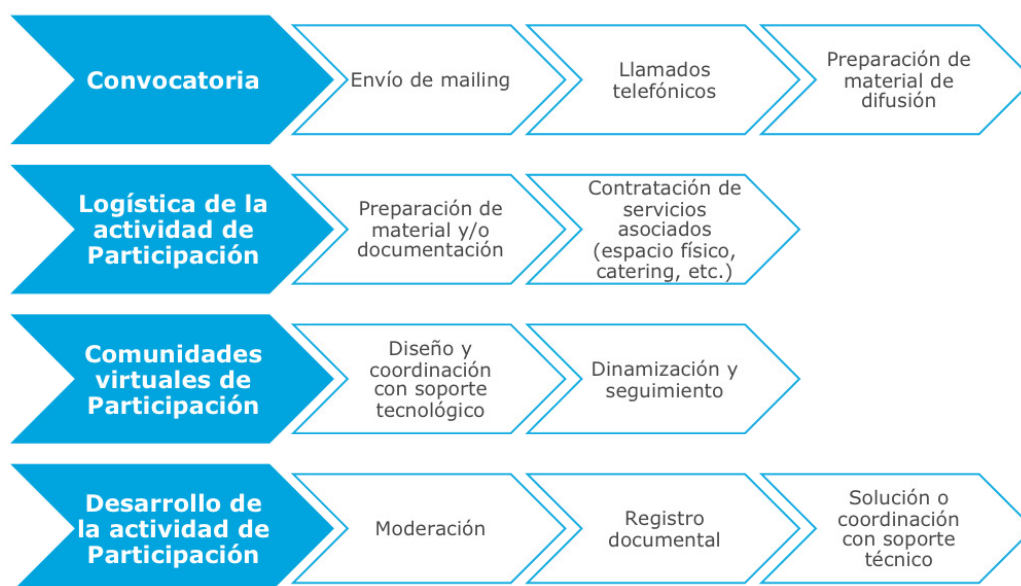 Convocatoria
Envío de mailing
Llamados
telefónicos
Preparación de
material de
difusión
Logística de la
actividad de
Participación
Preparación de
material y/o
documentación
Contratación de
servicios
asociados
(espacio físico,
catering, etc.)
Comunidades
virtuales de
Participación
Diseño y
coordinación
con soporte
tecnológico
Dinamización y
seguimiento
Desarrollo de
la actividad de
Participación
Moderación
Registro
documental
Solución o
coordinación
con soporte
técnico